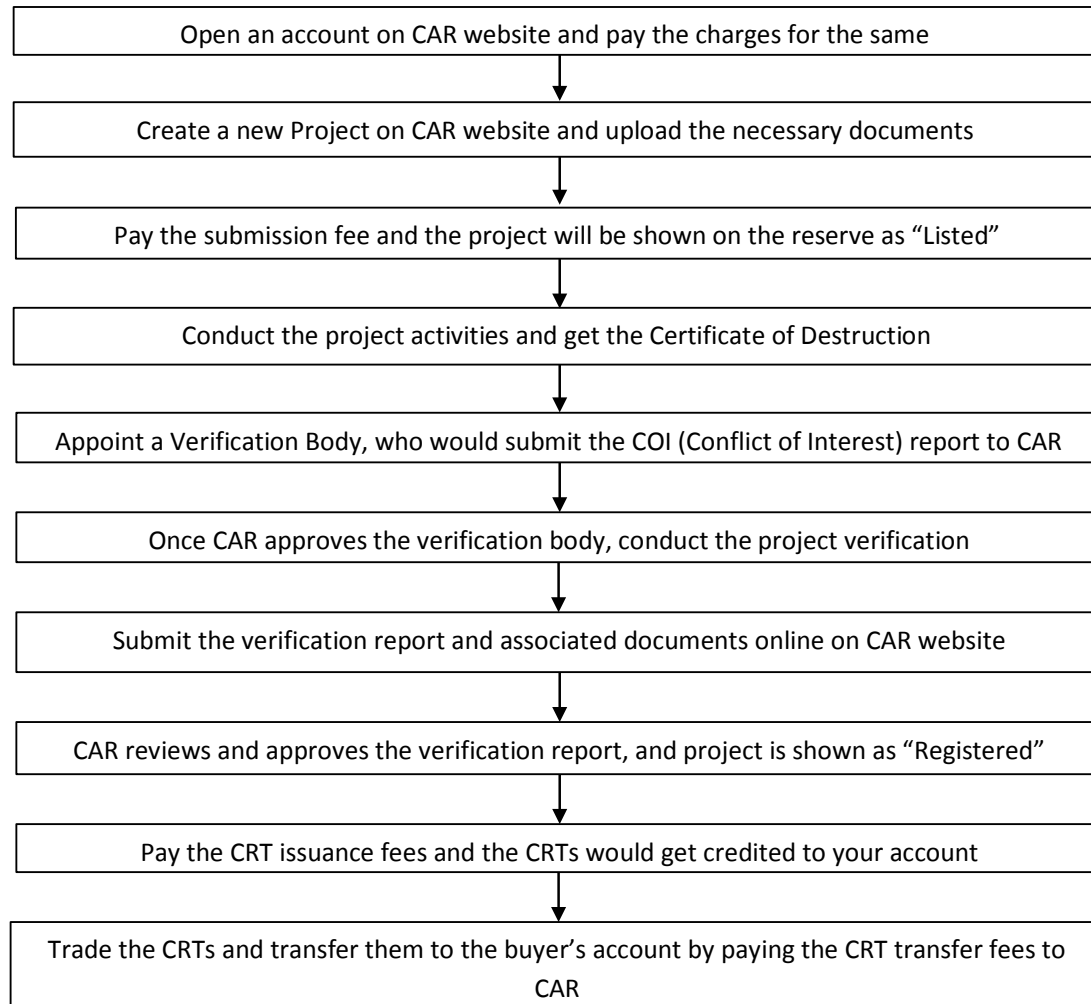 Open an account on CAR website and pay the charges for the same
Create a new Project on CAR website and upload the necessary documents
Pay the submission fee and the project will be shown on the reserve as “Listed”
Conduct the project activities and get the Certificate of Destruction
Appoint a Verification Body, who would submit the COI (Conflict of Interest) report to CAR
Once CAR approves the verification body, conduct the project verification
Submit the verification report and associated documents online on CAR website
CAR reviews and approves the verification report, and project is shown as “Registered”
Pay the CRT issuance fees and the CRTs would get credited to your account
Trade the CRTs and transfer them to the buyer’s account by paying the CRT transfer fees to
CAR